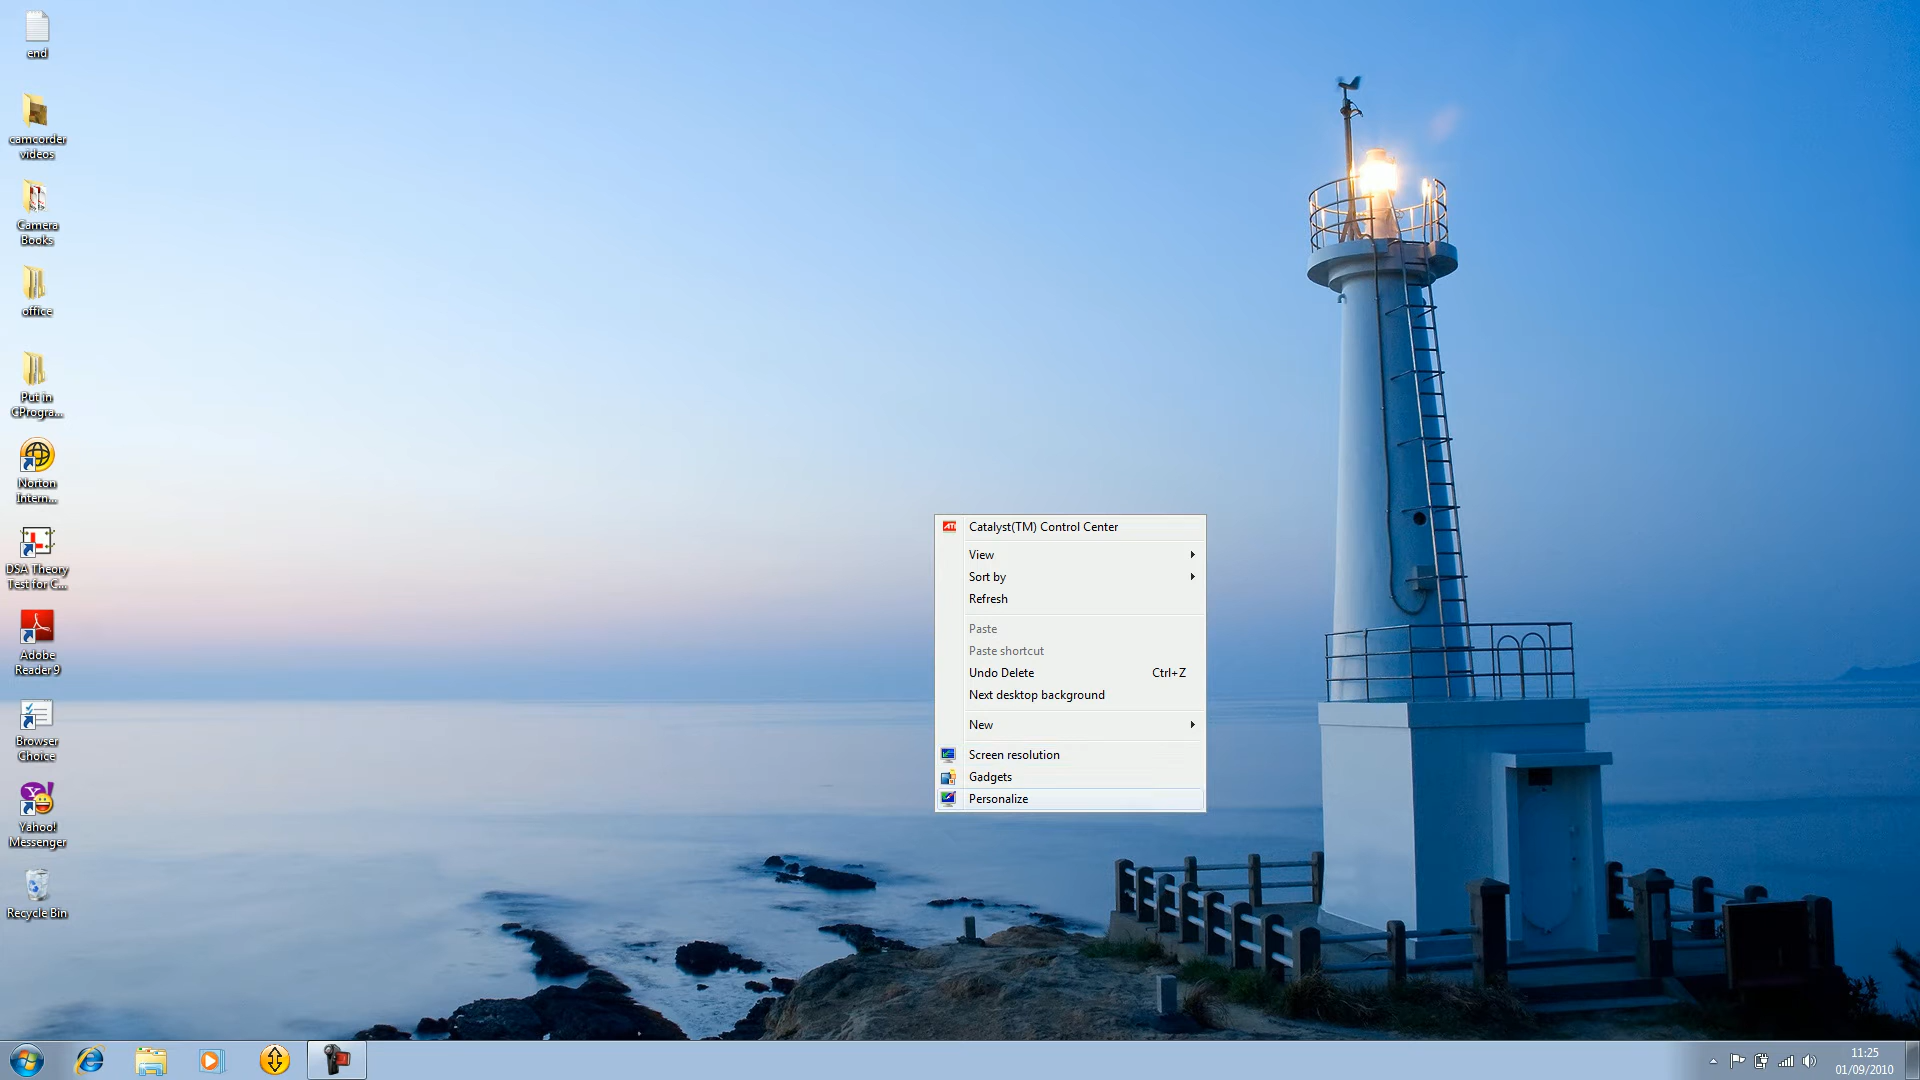 end
camcorder
videos
Camera
Books
office
Put in
CProgra...
Norton
Intern...
DSA Theory
Test for C...
Adobe
Reader 9
Browser
Choice
Yahoo!
Messenger
Recycle Bin
ATI
Catalyst(TM) Control Center
View
Sort by
Refresh
Paste
Paste shortcut
Undo Delete Ctrl+Z
Next desktop background
New
Screen resolution
Gadgets
Personalize
11:25
01/09/2010